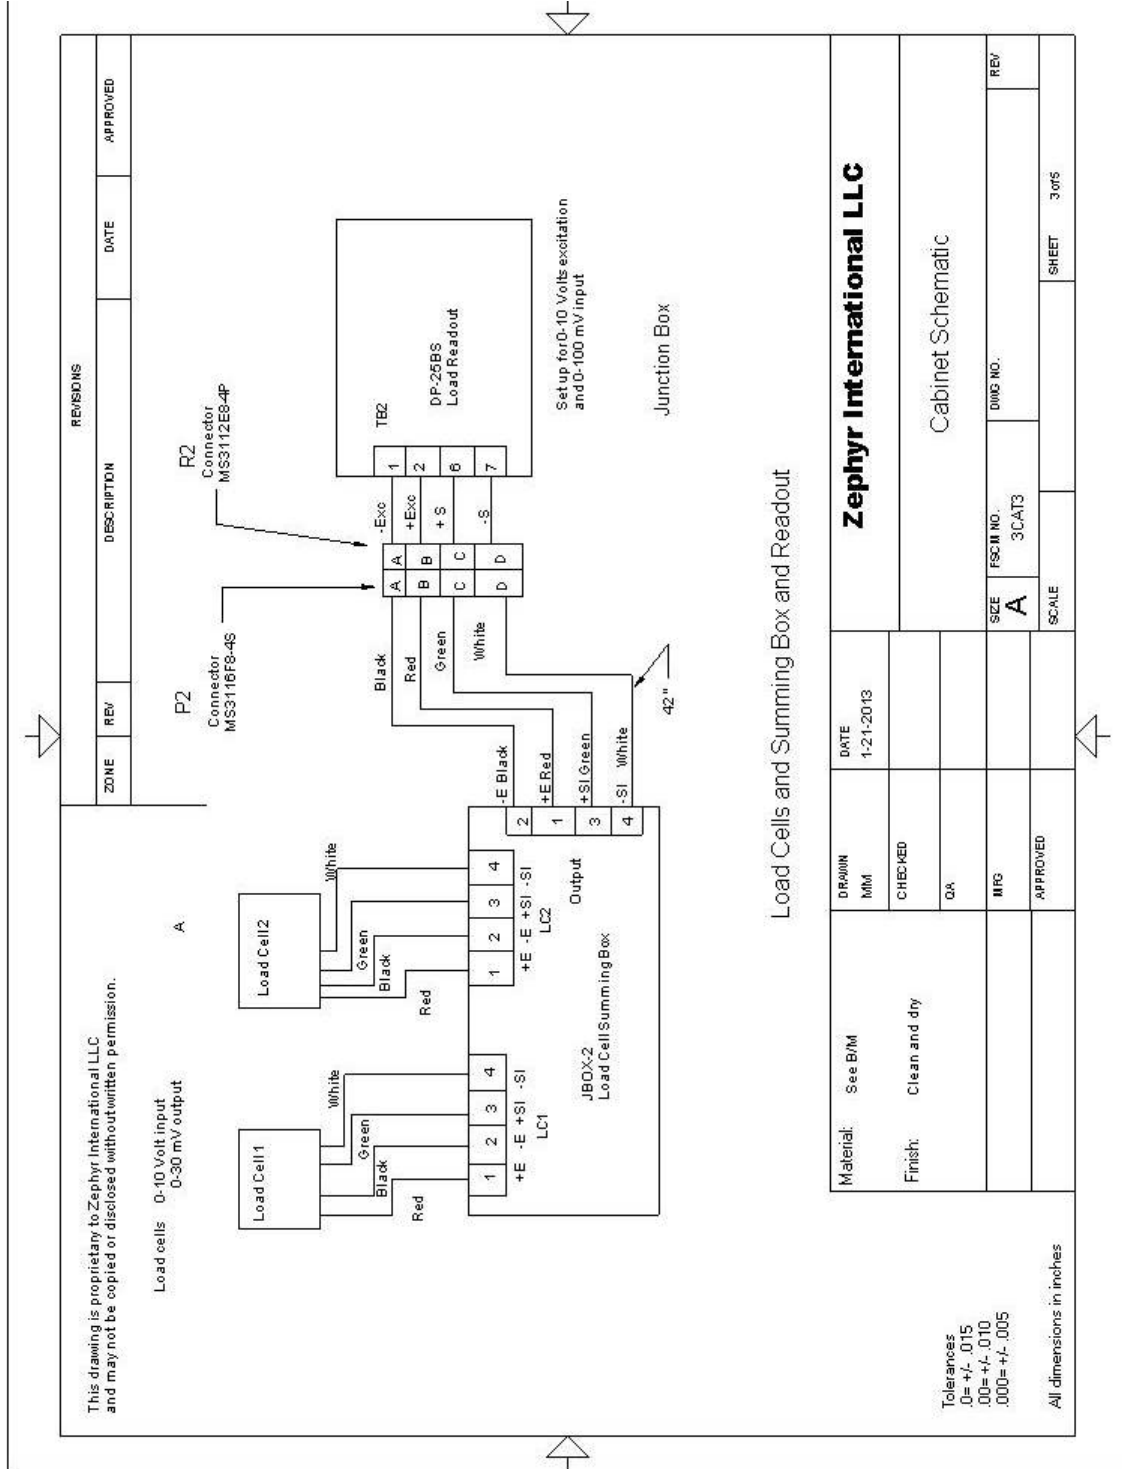 This drawing is proprietary to Zephyr International LLC
and may not be copied or disclosed without written permission.
REVISIONS
ZONE
REV
DESCRIPTION
DATE
APPROVED
A
Load cells 0-10 Volt input
0-30 mV output
P2
Connector
MS3116F8-4S
R2
Connector
MS3112E8-4P
Load Cell 1
White
Green
Black
Red
Load Cell 2
White
Green
Black
Red
1
2
3
4
+E -E +SI -SI
LC1
1
2
3
4
+E -E +SI -SI
LC2
Output
JBOX-2
Load Cell Summing Box
2
1
3
4
-E Black
+E Red
+SI Green
-SI White
Black
Red
Green
White
42"
A
B
C
D
A
B
C
D
-Exc
+Exc
+S
-S
1
2
6
7
TB2
DP-25BS
Load Readout
Set up for 0-10 Volts excitation
and 0-100 mV input
Junction Box
Load Cells and Summing Box and Readout
Tolerances
.0= +/- .015
.00= +/- .010
.000= +/- .005
All dimensions in inches
Material: See B/M
Finish: Clean and dry
DRAWN
MM
DATE
1-21-2013
CHECKED
QA
MFG
APPROVED
Zephyr International LLC
Cabinet Schematic
SIZE
A
FSCM NO.
3CAT3
DWG NO.
REV
SCALE
SHEET 3 of 5